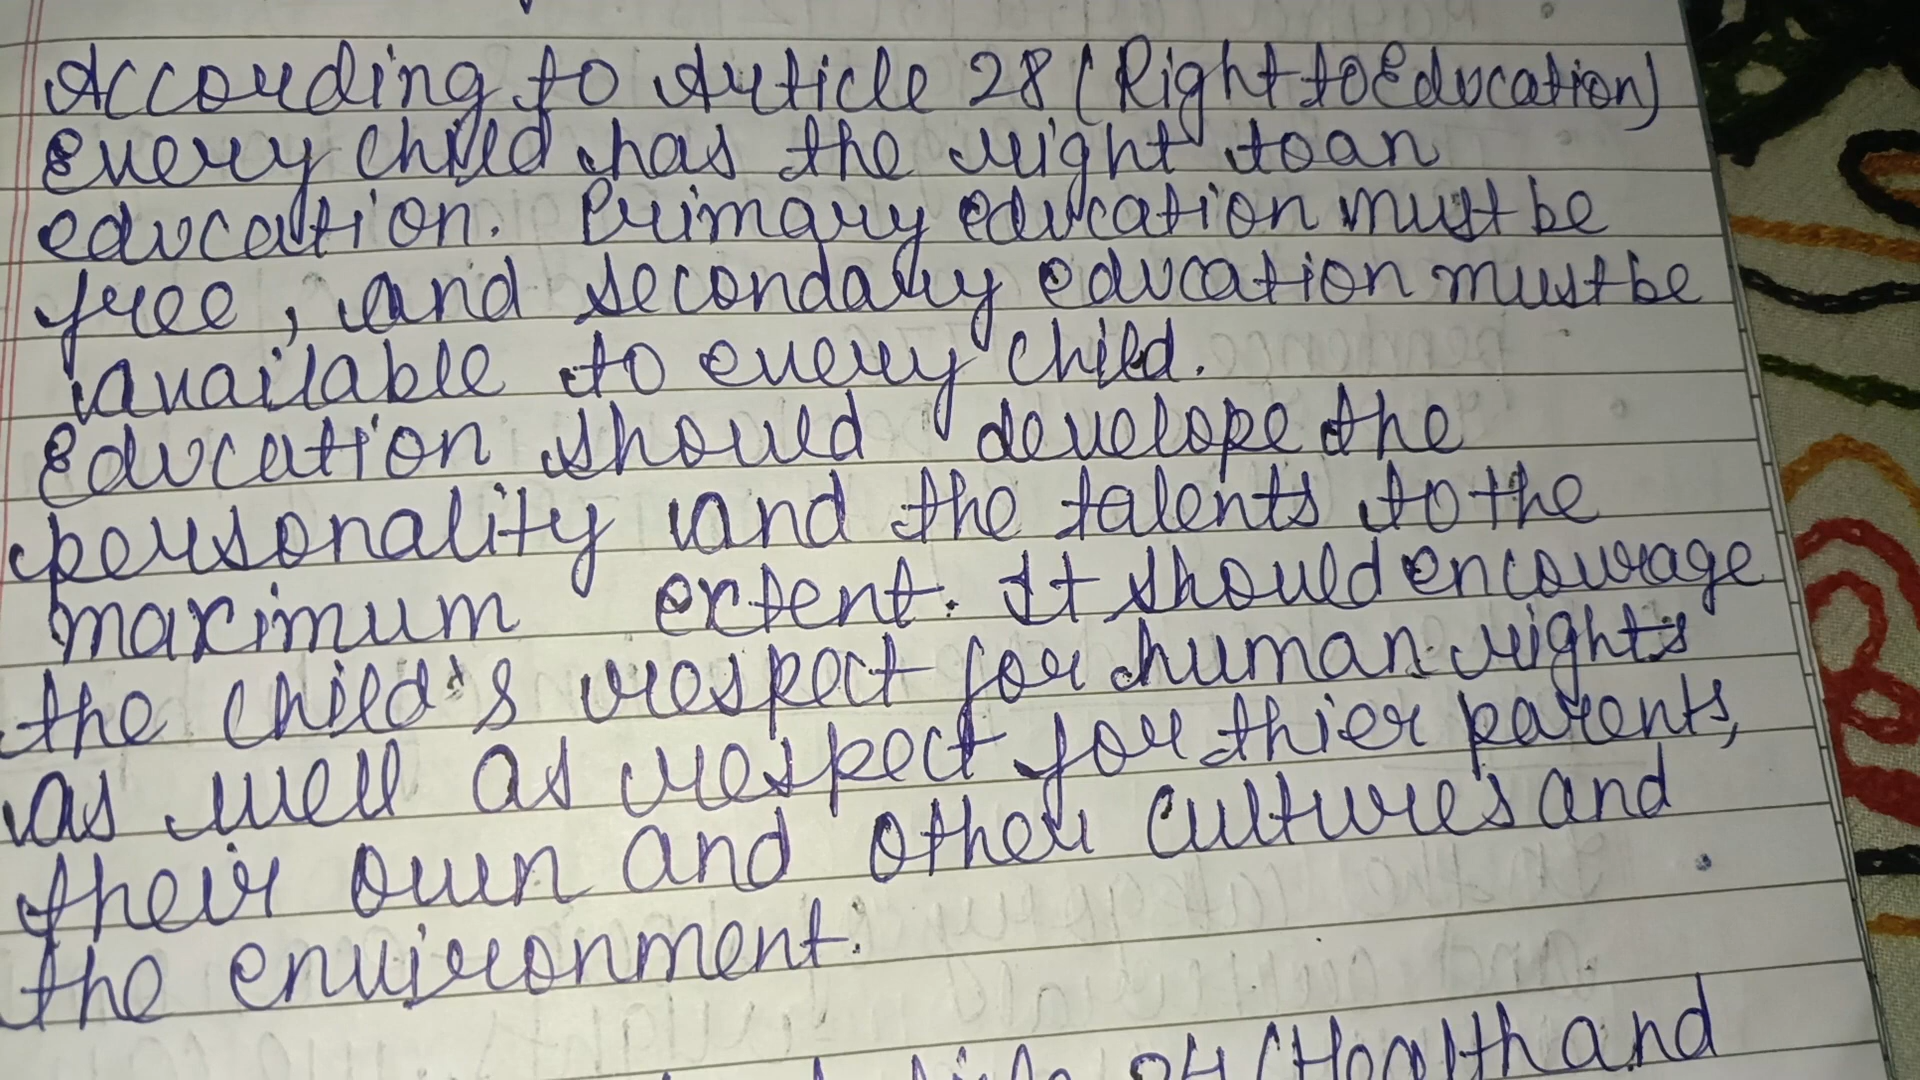 According to Article 28 (Right to Education)
every child has the right to an
education. Primary education must be
free, and secondary education must be
available to every child.
Education should develope the
personality and the talents to the
maximum extent. It should encourage
the child's respect for human rights
as well as respect for thier parents,
their own and other cultures and
the environment.
24 (Health and